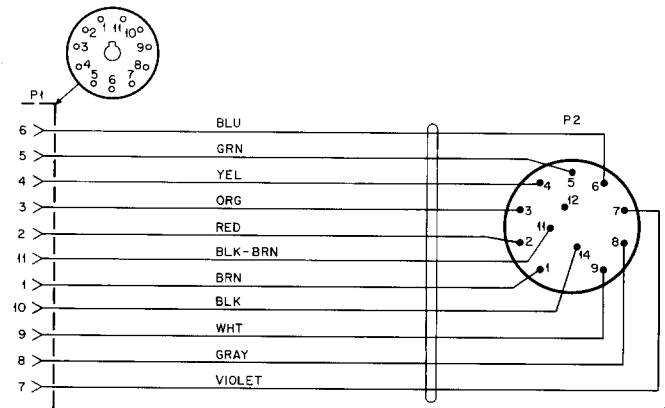 1 11
2 10
3 9
4 8
5 7
6
P1
P2
6 BLU
5 GRN
4 YEL
3 ORG
2 RED
11 BLK-BRN
1 BRN
10 BLK
9 WHT
8 GRAY
7 VIOLET
5
4 6
12
3 7
11
2 14 8
1 9